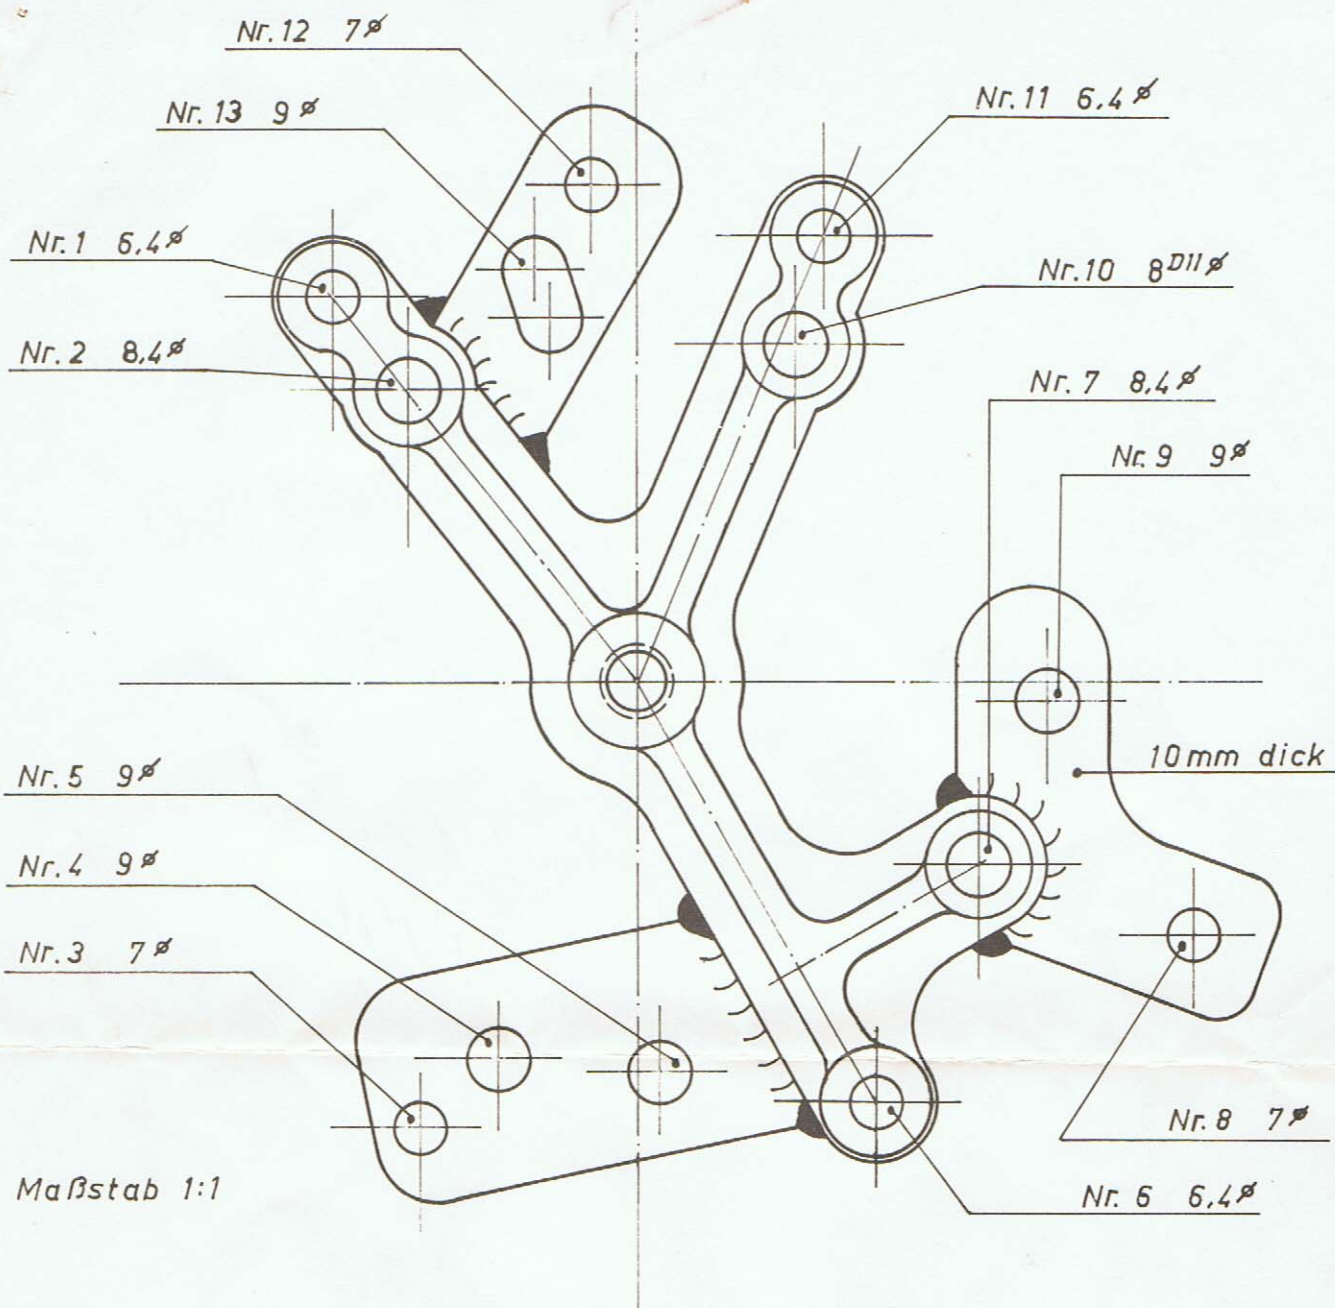 Nr. 12 7⌀
Nr. 13 9⌀
Nr. 11 6,4⌀
Nr. 1 6,4⌀
Nr. 10 8D11⌀
Nr. 2 8,4⌀
Nr. 7 8,4⌀
Nr. 9 9⌀
10 mm dick
Nr. 5 9⌀
Nr. 4 9⌀
Nr. 3 7⌀
Nr. 8 7⌀
Maßstab 1:1
Nr. 6 6,4⌀